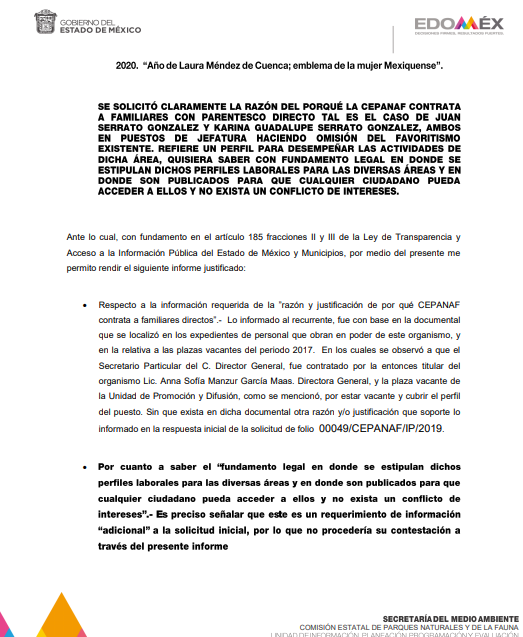 GOBIERNO DEL
ESTADO DE MÉXICO
EDOMÉX
DECISIONES FIRMES, RESULTADOS FUERTES.
2020. “Año de Laura Méndez de Cuenca; emblema de la mujer Mexiquense”.
SE SOLICITÓ CLARAMENTE LA RAZÓN DEL PORQUÉ LA CEPANAF CONTRATA
A FAMILIARES CON PARENTESCO DIRECTO TAL ES EL CASO DE JUAN
SERRATO GONZALEZ Y KARINA GUADALUPE SERRATO GONZALEZ, AMBOS
EN PUESTOS DE JEFATURA HACIENDO OMISIÓN DEL FAVORITISMO
EXISTENTE. REFIERE UN PERFIL PARA DESEMPEÑAR LAS ACTIVIDADES DE
DICHA ÁREA, QUISIERA SABER CON FUNDAMENTO LEGAL EN DONDE SE
ESTIPULAN DICHOS PERFILES LABORALES PARA LAS DIVERSAS ÁREAS Y EN
DONDE SON PUBLICADOS PARA QUE CUALQUIER CIUDADANO PUEDA
ACCEDER A ELLOS Y NO EXISTA UN CONFLICTO DE INTERESES.
Ante lo cual, con fundamento en el artículo 185 fracciones II y III de la Ley de Transparencia y
Acceso a la Información Pública del Estado de México y Municipios, por medio del presente me
permito rendir el siguiente informe justificado:
• Respecto a la información requerida de la ”razón y justificación de por qué CEPANAF
contrata a familiares directos”.- Lo informado al recurrente, fue con base en la documental
que se localizó en los expedientes de personal que obran en poder de este organismo, y
en la relativa a las plazas vacantes del periodo 2017. En los cuales se observó a que el
Secretario Particular del C. Director General, fue contratado por la entonces titular del
organismo Lic. Anna Sofía Manzur García Maas. Directora General, y la plaza vacante de
la Unidad de Promoción y Difusión, como se mencionó, por estar vacante y cubrir el perfil
del puesto. Sin que exista en dicha documental otra razón y/o justificación que soporte lo
informado en la respuesta inicial de la solicitud de folio 00049/CEPANAF/IP/2019.
• Por cuanto a saber el “fundamento legal en donde se estipulan dichos
perfiles laborales para las diversas áreas y en donde son publicados para que
cualquier ciudadano pueda acceder a ellos y no exista un conflicto de
intereses”.- Es preciso señalar que este es un requerimiento de información
“adicional” a la solicitud inicial, por lo que no procedería su contestación a
través del presente informe
SECRETARÍA DEL MEDIO AMBIENTE
COMISIÓN ESTATAL DE PARQUES NATURALES Y DE LA FAUNA
UNIDAD DE INFORMACIÓN, PLANEACIÓN, PROGRAMACIÓN Y EVALUACIÓN